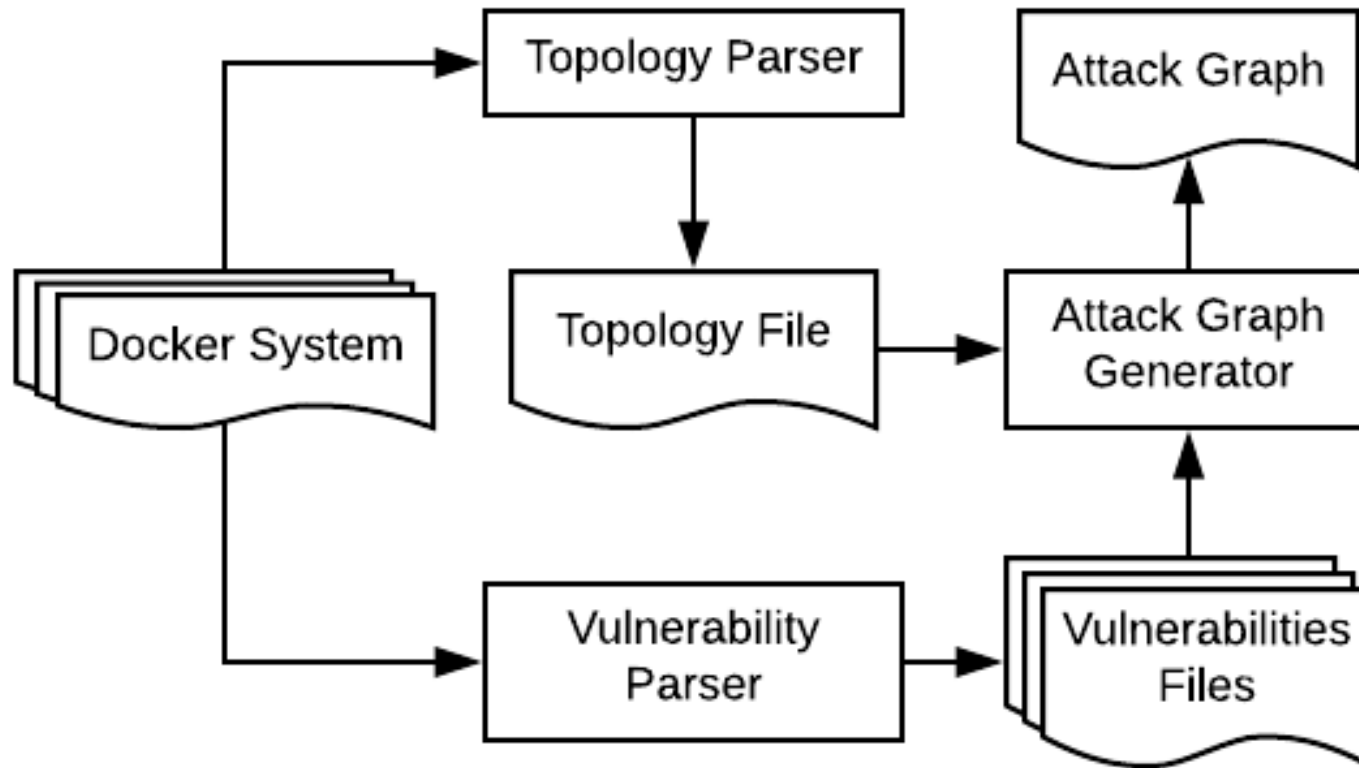 Topology Parser
Attack Graph
Docker System
Topology File
Attack Graph
Generator
Vulnerability
Parser
Vulnerabilities
Files